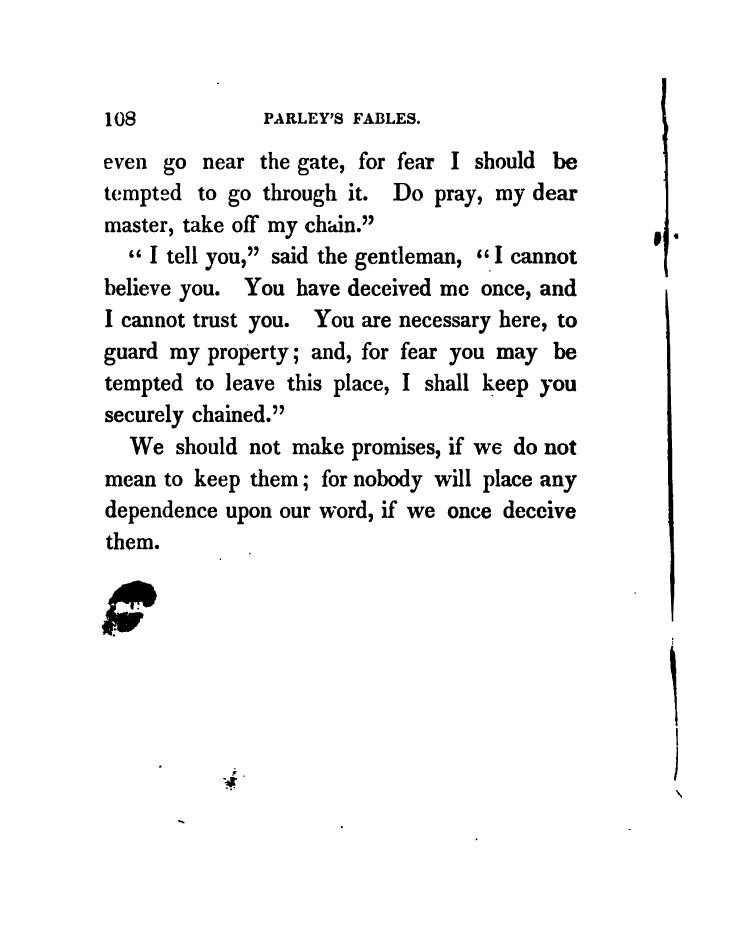 108 PARLEY'S FABLES.
even go near the gate, for fear I should be
tempted to go through it. Do pray, my dear
master, take off my chain.”
“ I tell you,” said the gentleman, “ I cannot
believe you. You have deceived me once, and
I cannot trust you. You are necessary here, to
guard my property; and, for fear you may be
tempted to leave this place, I shall keep you
securely chained.”
We should not make promises, if we do not
mean to keep them; for nobody will place any
dependence upon our word, if we once deceive
them.